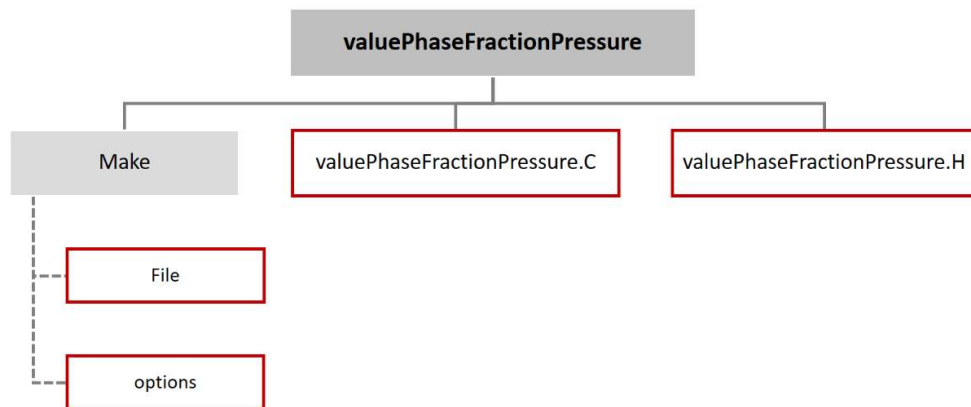 valuePhaseFractionPressure
Make
valuePhaseFractionPressure.C
valuePhaseFractionPressure.H
File
options